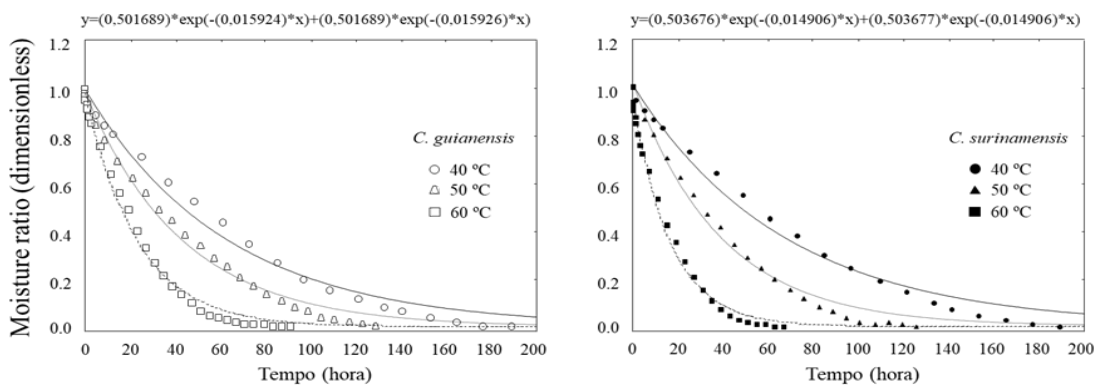 y=(0,501689)*exp(-(0,015924)*x)+(0,501689)*exp(-(0,015926)*x)
1.2
1.0
0.8
0.6
0.4
0.2
0.0
Moisture ratio (dimensionless)
C. guianensis
40 ºC
50 ºC
60 ºC
0 20 40 60 80 100 120 140 160 180 200
Tempo (hora)
y=(0,503676)*exp(-(0,014906)*x)+(0,503677)*exp(-(0,014906)*x)
1.2
1.0
0.8
0.6
0.4
0.2
0.0
C. surinamensis
40 ºC
50 ºC
60 ºC
0 20 40 60 80 100 120 140 160 180 200
Tempo (hora)